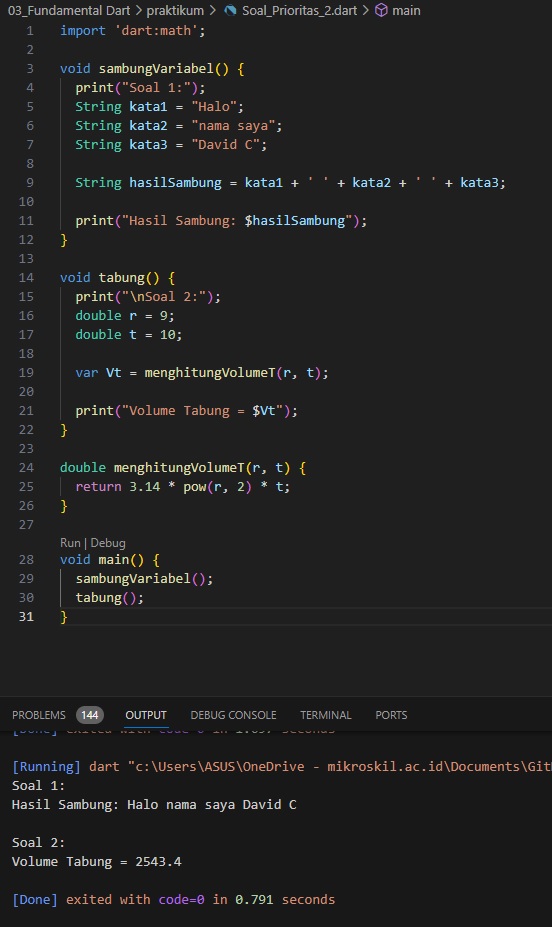 03_Fundamental Dart > praktikum > Soal_Prioritas_2.dart > main
1 import 'dart:math';
2
3 void sambungVariabel() {
4 print("Soal 1:");
5 String kata1 = "Halo";
6 String kata2 = "nama saya";
7 String kata3 = "David C";
8
9 String hasilSambung = kata1 + ' ' + kata2 + ' ' + kata3;
10
11 print("Hasil Sambung: $hasilSambung");
12 }
13
14 void tabung() {
15 print("\nSoal 2:");
16 double r = 9;
17 double t = 10;
18
19 var Vt = menghitungVolumeT(r, t);
20
21 print("Volume Tabung = $Vt");
22 }
23
24 double menghitungVolumeT(r, t) {
25 return 3.14 * pow(r, 2) * t;
26 }
27
Run | Debug
28 void main() {
29 sambungVariabel();
30 tabung();
31 }
PROBLEMS 144 OUTPUT DEBUG CONSOLE TERMINAL PORTS
[Done] exited with code=0 in seconds
[Running] dart "c:\Users\ASUS\OneDrive - mikroskil.ac.id\Documents\Git
Soal 1:
Hasil Sambung: Halo nama saya David C
Soal 2:
Volume Tabung = 2543.4
[Done] exited with code=0 in 0.791 seconds